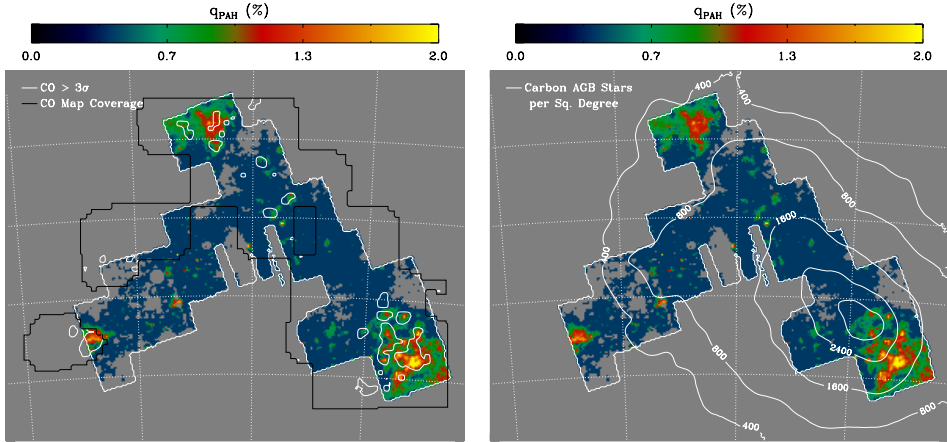 q_PAH (%)
0.0 0.7 1.3 2.0
CO > 3σ
CO Map Coverage
q_PAH (%)
0.0 0.7 1.3 2.0
Carbon AGB Stars
per Sq. Degree
400
400
800
800
1600
400
2400
800
1600
800
400